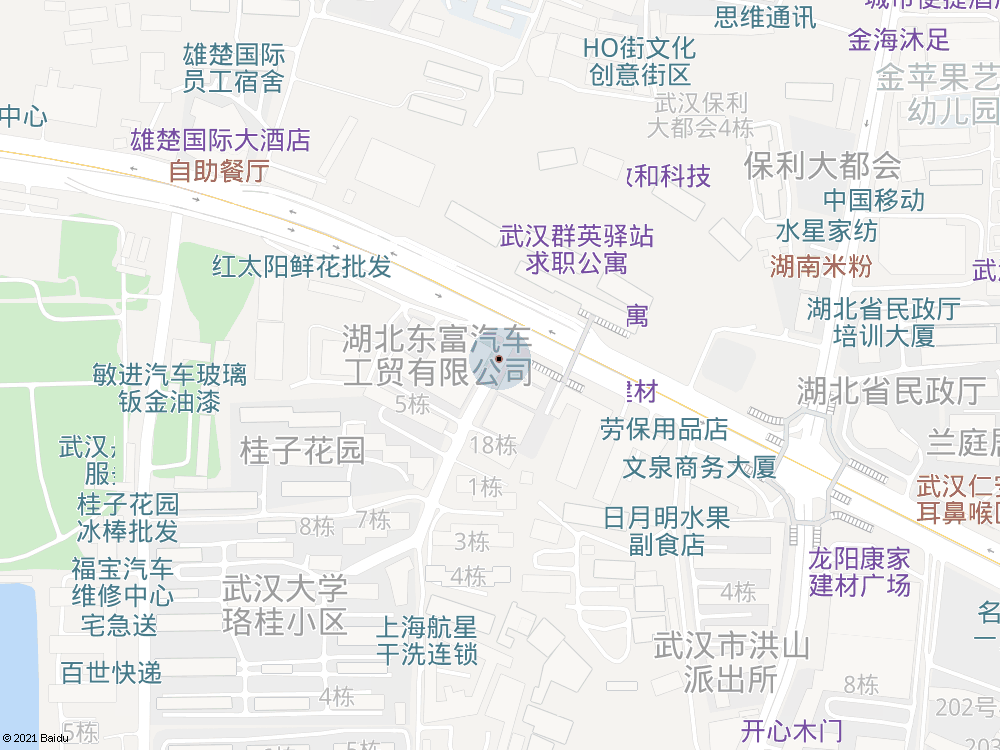 城市便捷酒店
思维通讯
金海沐足
雄楚国际
员工宿舍
HO街文化
创意街区
金苹果艺
幼儿园
武汉保利
大都会4栋
中心
雄楚国际大酒店
自助餐厅
保利大都会
和科技
中国移动
水星家纺
武汉群英驿站
求职公寓
红太阳鲜花批发
湖南米粉
武
寓
湖北省民政厅
培训大厦
湖北东富汽车
工贸有限公司
敏进汽车玻璃
钣金油漆
建材
湖北省民政厅
5栋
劳保用品店
武汉
服
桂子花园
18栋
兰庭居
文泉商务大厦
1栋
武汉仁安
耳鼻喉医
桂子花园
冰棒批发
8栋
7栋
日月明水果
副食店
3栋
福宝汽车
维修中心
4栋
龙阳康家
建材广场
武汉大学
珞桂小区
4栋
名
一
宅急送
上海航星
干洗连锁
武汉市洪山
派出所
百世快递
4栋
8栋
202号
5栋
开心木门
203
© 2021 Baidu